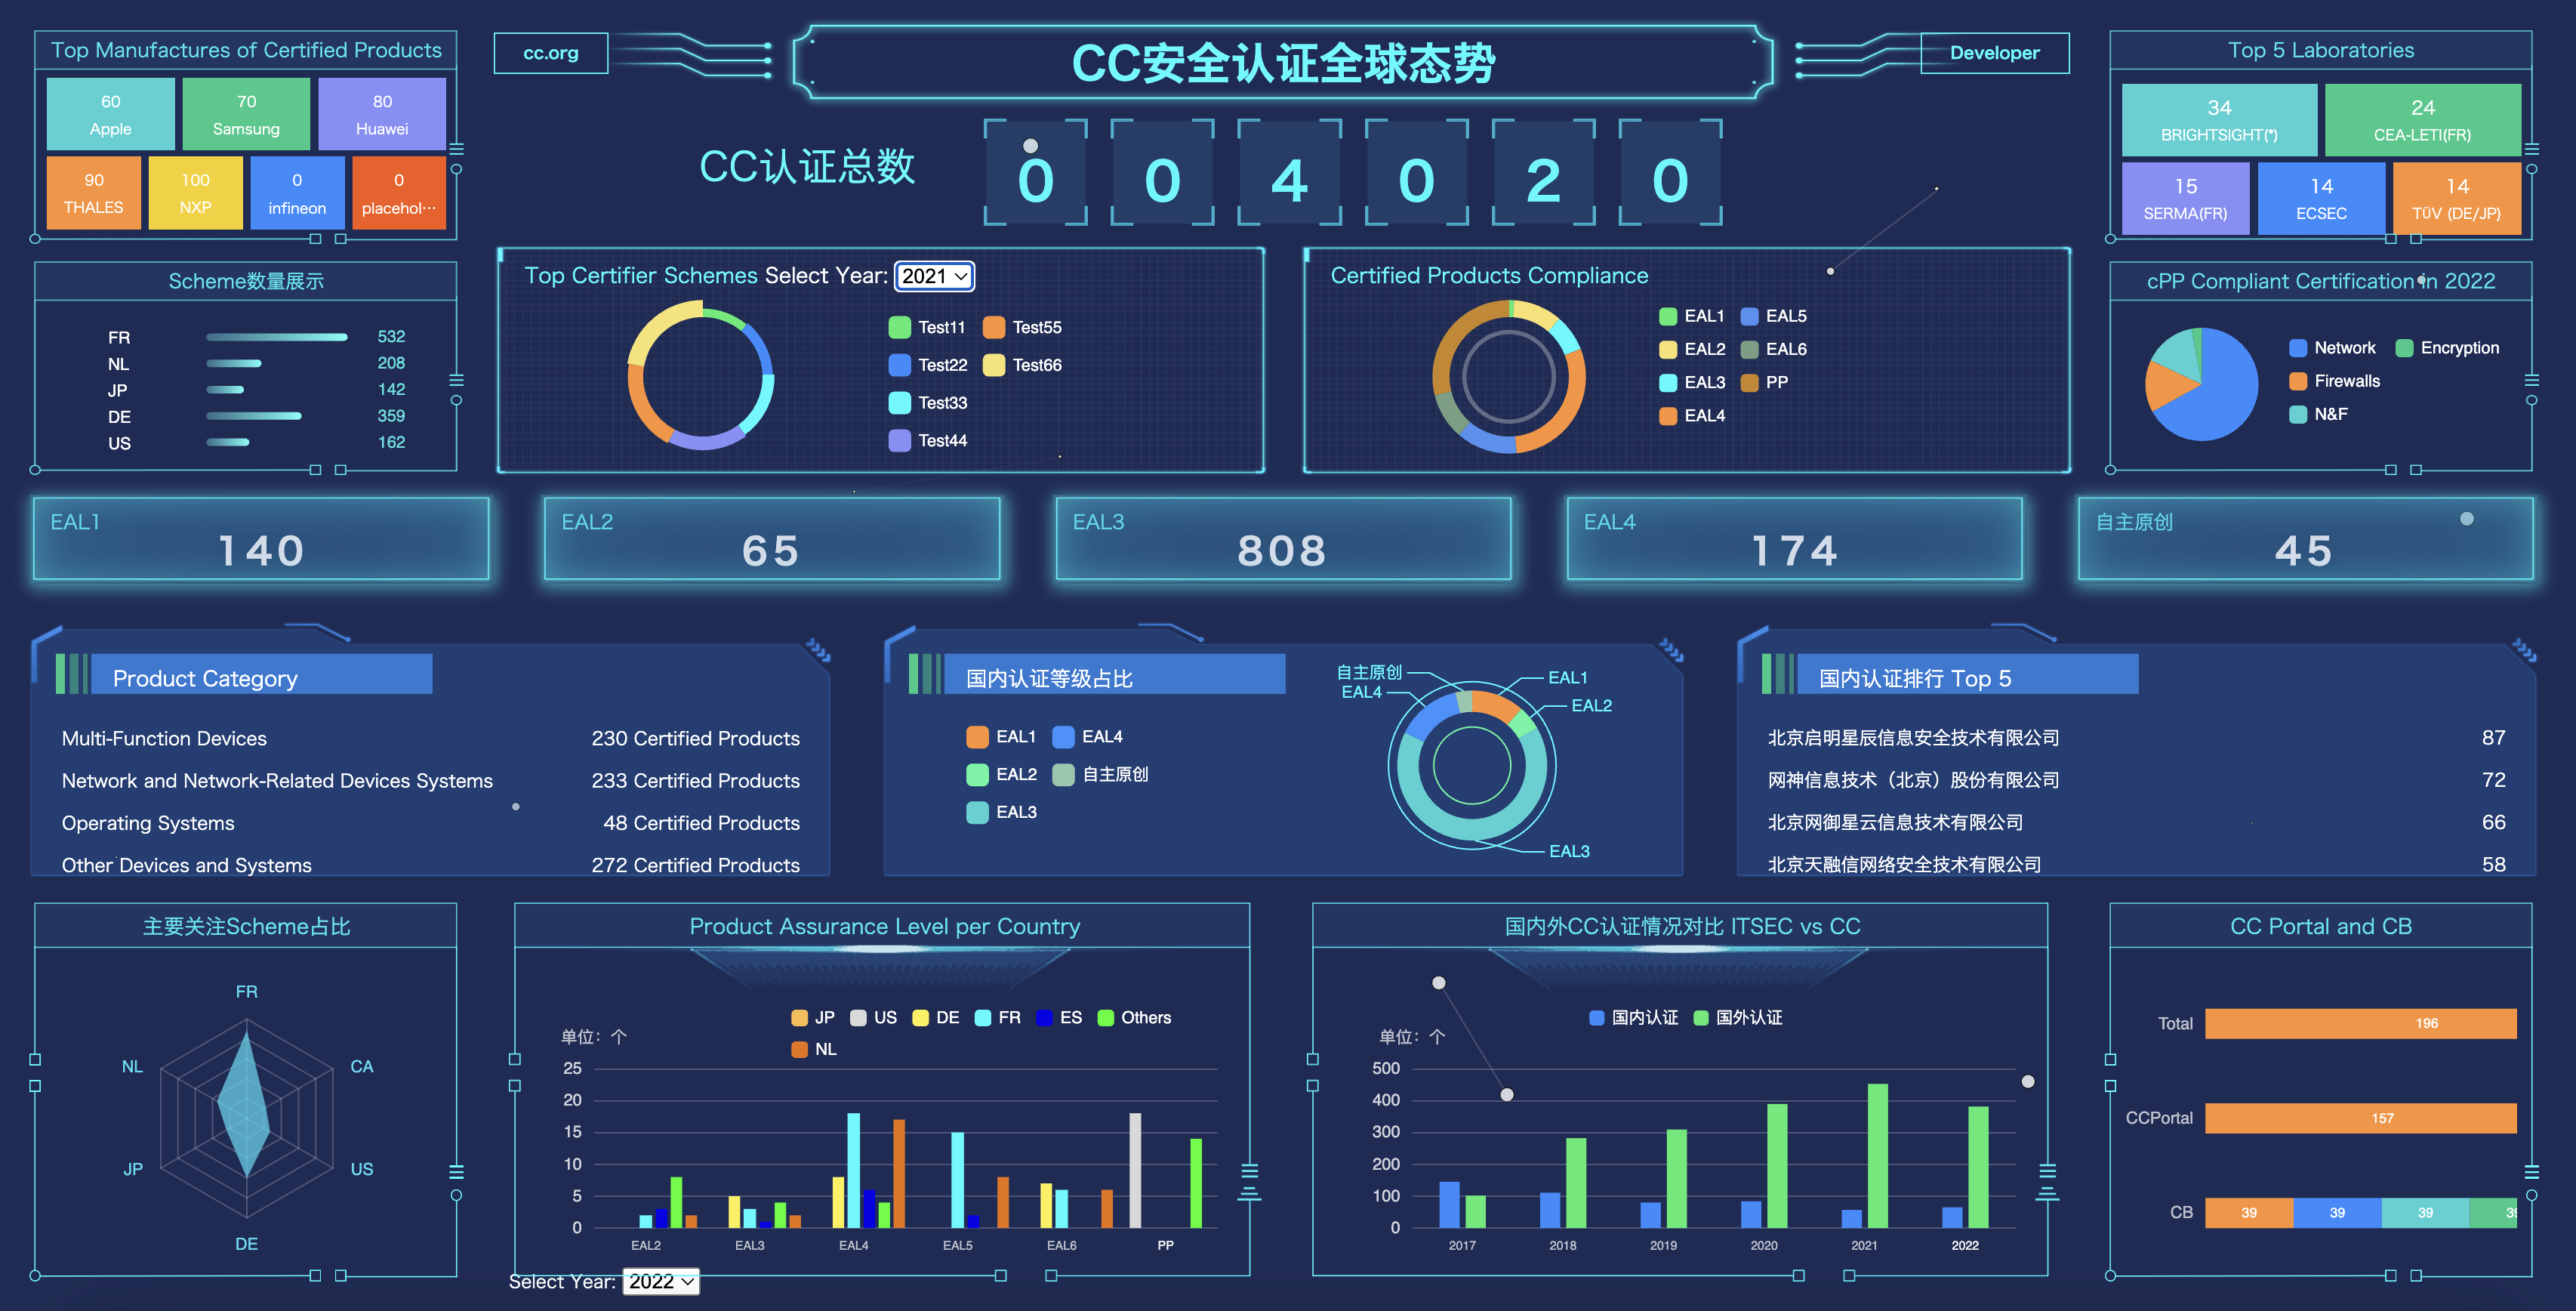 Top Manufactures of Certified Products
60
Apple
70
Samsung
80
Huawei
90
THALES
100
NXP
0
infineon
0
placehol…
cc.org
CC安全认证全球态势
Developer
CC认证总数
0 0 4 0 2 0
Top 5 Laboratories
34
BRIGHTSIGHT(*)
24
CEA-LETI(FR)
15
SERMA(FR)
14
ECSEC
14
TÜV (DE/JP)
Scheme数量展示
FR 532
NL 208
JP 142
DE 359
US 162
Top Certifier Schemes Select Year: 2021
Test11 Test55
Test22 Test66
Test33
Test44
Certified Products Compliance
EAL1 EAL5
EAL2 EAL6
EAL3 PP
EAL4
cPP Compliant Certification in 2022
Network Encryption
Firewalls
N&F
EAL1
140
EAL2
65
EAL3
808
EAL4
174
自主原创
45
Product Category
Multi-Function Devices 230 Certified Products
Network and Network-Related Devices Systems 233 Certified Products
Operating Systems 48 Certified Products
Other Devices and Systems 272 Certified Products
国内认证等级占比
EAL1 EAL4
EAL2 自主原创
EAL3
自主原创
EAL4
EAL1
EAL2
EAL3
国内认证排行 Top 5
北京启明星辰信息安全技术有限公司 87
网神信息技术（北京）股份有限公司 72
北京网御星云信息技术有限公司 66
北京天融信网络安全技术有限公司 58
主要关注Scheme占比
FR
NL CA
JP US
DE
Product Assurance Level per Country
JP US DE FR ES Others
NL
单位：个
25
20
15
10
5
0
EAL2 EAL3 EAL4 EAL5 EAL6 PP
Select Year: 2022
国内外CC认证情况对比 ITSEC vs CC
国内认证 国外认证
单位：个
500
400
300
200
100
0
2017 2018 2019 2020 2021 2022
CC Portal and CB
Total 196
CCPortal 157
CB 39 39 39 39